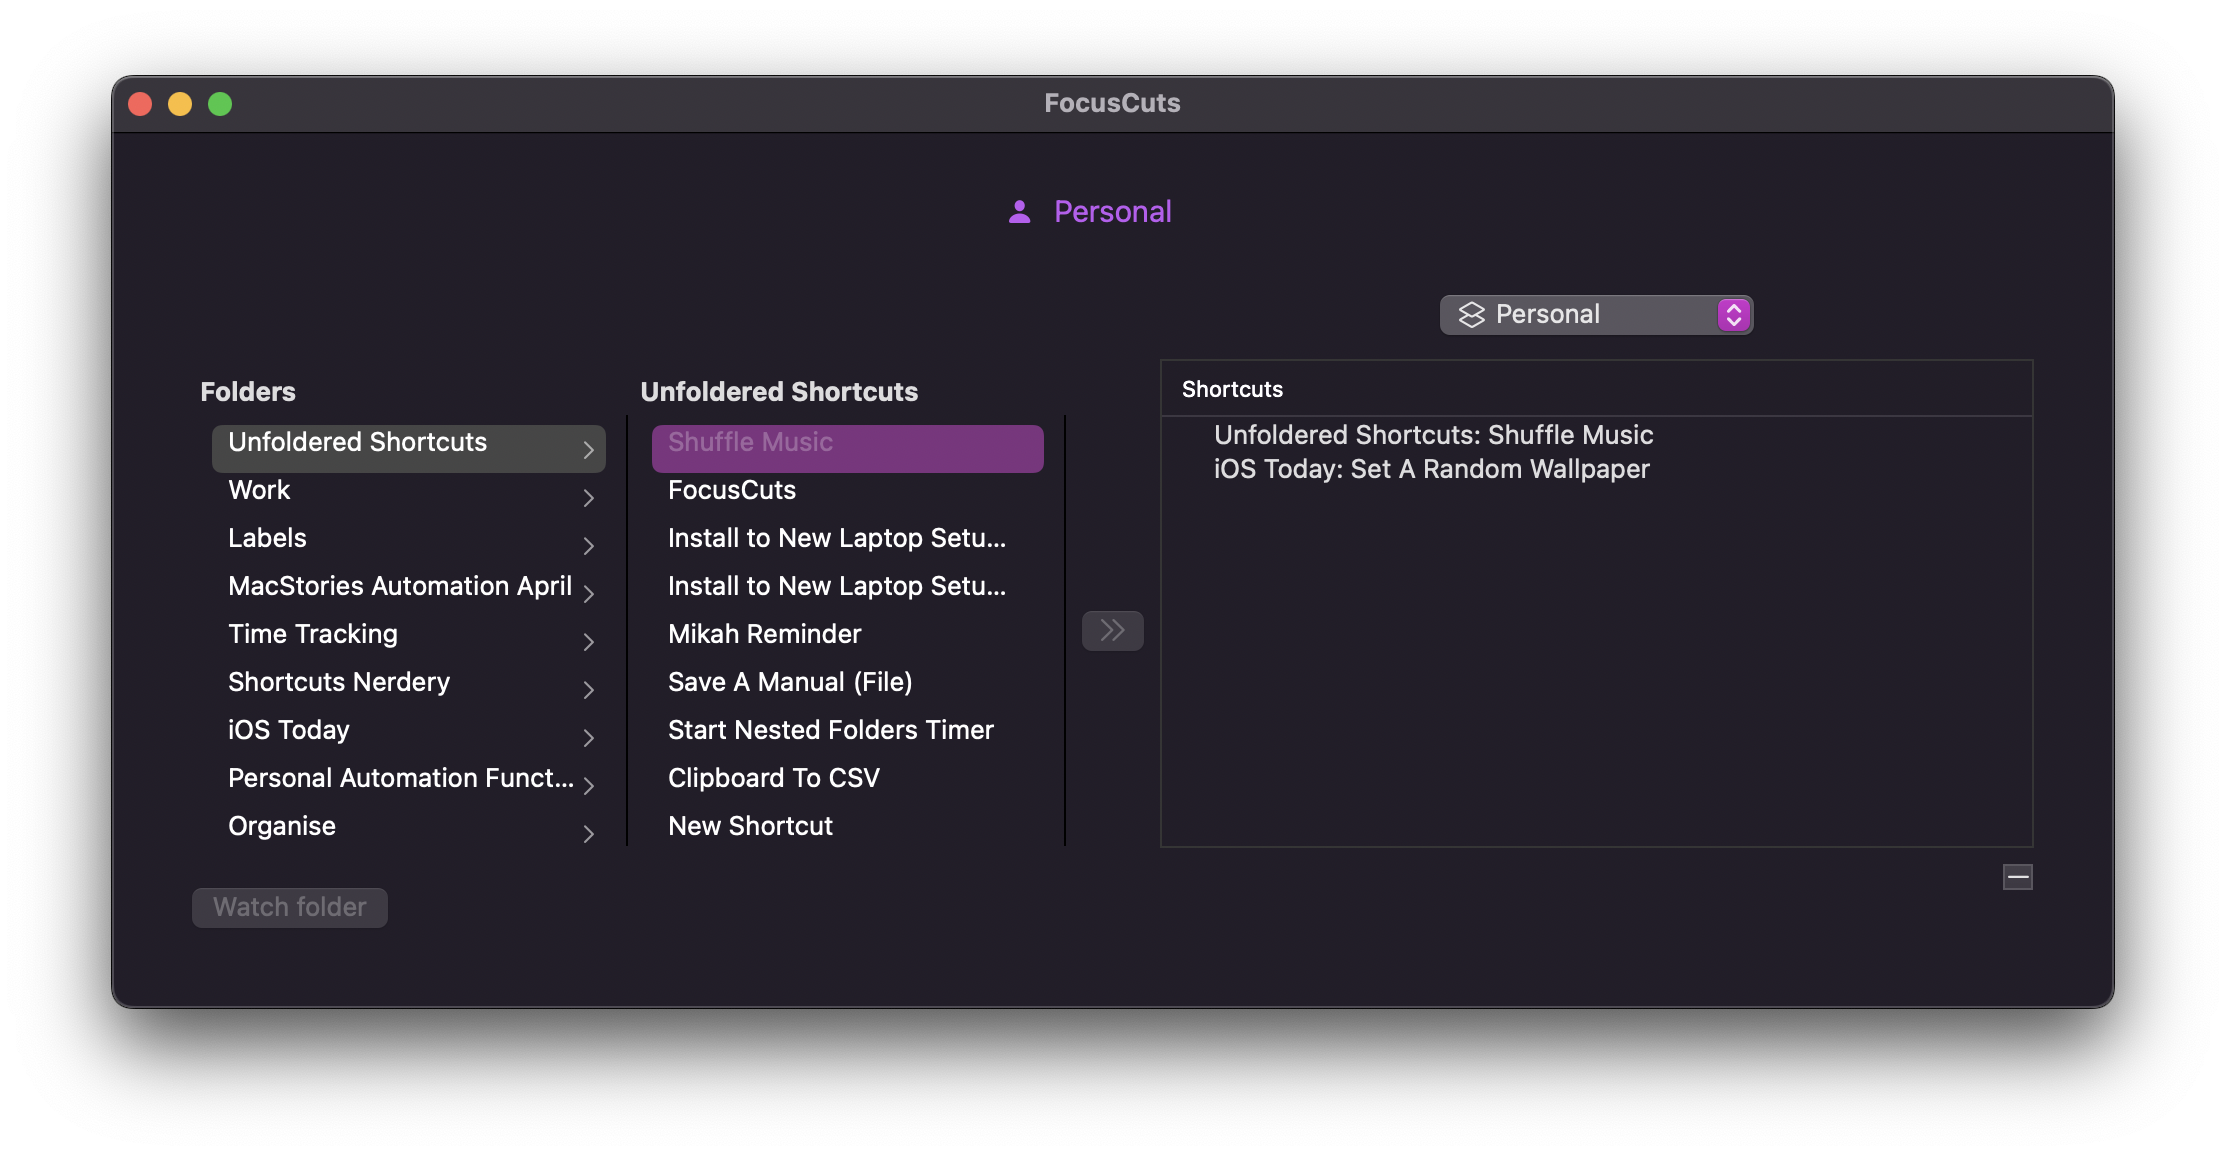 FocusCuts
Personal
Personal
Folders
Unfoldered Shortcuts
Work
Labels
MacStories Automation April
Time Tracking
Shortcuts Nerdery
iOS Today
Personal Automation Funct...
Organise
Watch folder
Unfoldered Shortcuts
Shuffle Music
FocusCuts
Install to New Laptop Setu...
Install to New Laptop Setu...
Mikah Reminder
Save A Manual (File)
Start Nested Folders Timer
Clipboard To CSV
New Shortcut
Shortcuts
Unfoldered Shortcuts: Shuffle Music
iOS Today: Set A Random Wallpaper